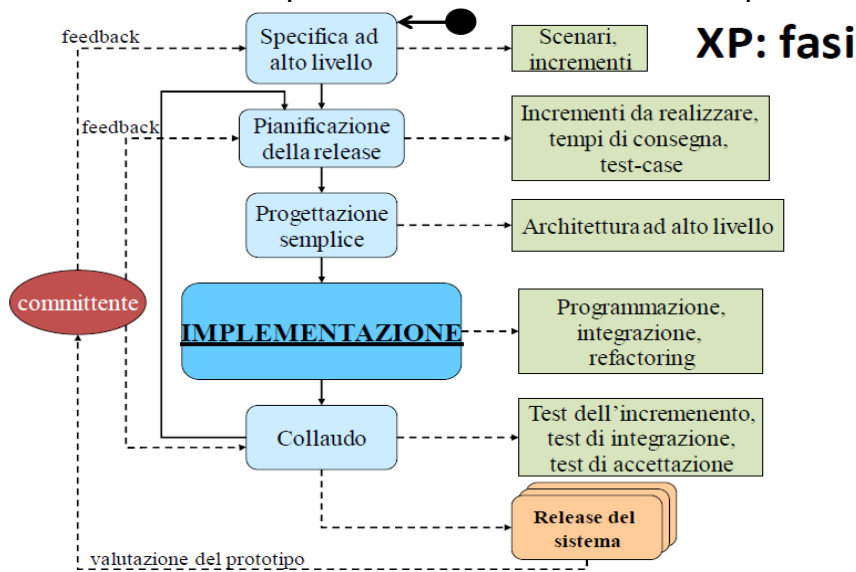 XP: fasi
feedback
Specifica ad
alto livello
Scenari,
incrementi
feedback
Pianificazione
della release
Incrementi da realizzare,
tempi di consegna,
test-case
Progettazione
semplice
Architettura ad alto livello
committente
IMPLEMENTAZIONE
Programmazione,
integrazione,
refactoring
Collaudo
Test dell'incremenento,
test di integrazione,
test di accettazione
Release del
sistema
valutazione del prototipo